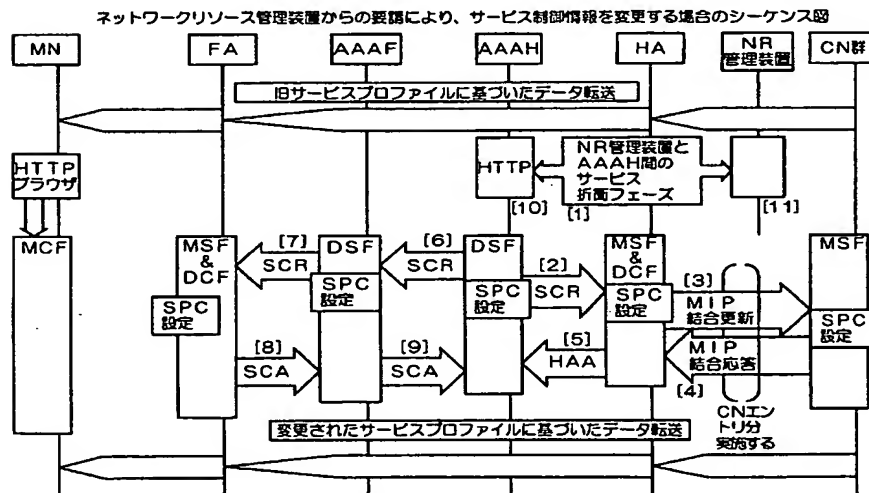 ネットワークリソース管理装置からの要請により、サービス制御情報を変更する場合のシーケンス図
MN
FA
AAAF
AAAH
HA
NR
管理装置
CN群
旧サービスプロファイルに基づいたデータ転送
HTTP
ブラウザ
HTTP
NR管理装置と
AAAH間の
サービス
折衝フェーズ
[10]
[1]
[11]
MCF
MSF
&
DCF
[7]
SCR
DSF
[6]
SCR
DSF
[2]
SCR
MSF
&
DCF
[3]
MIP
結合更新
MSF
SPC
設定
SPC
設定
SPC
設定
SPC
設定
SPC
設定
[8]
SCA
[9]
SCA
[5]
HAA
MIP
結合応答
[4]
CNエン
トリ分
実施する
変更されたサービスプロファイルに基づいたデータ転送